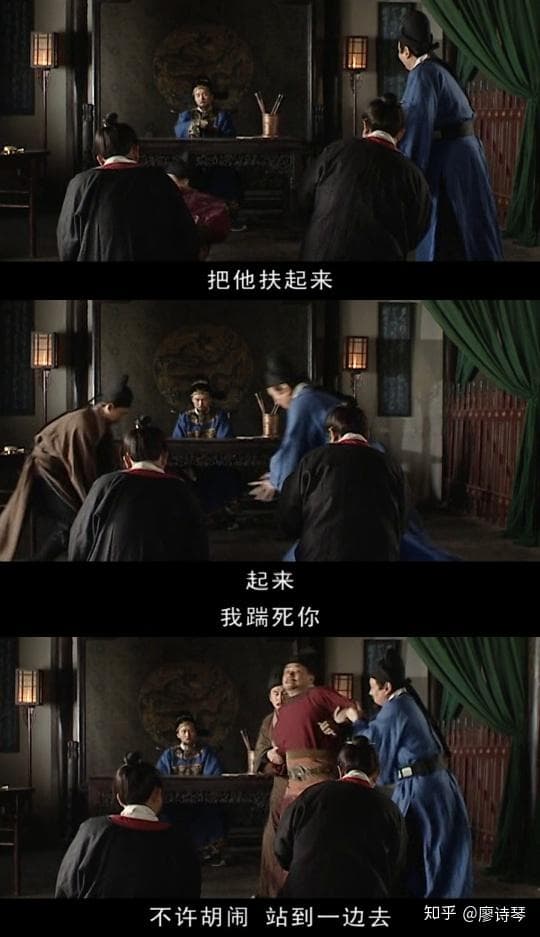 把他扶起来
起来
我踹死你
不许胡闹 站到一边去
知乎 @廖诗琴